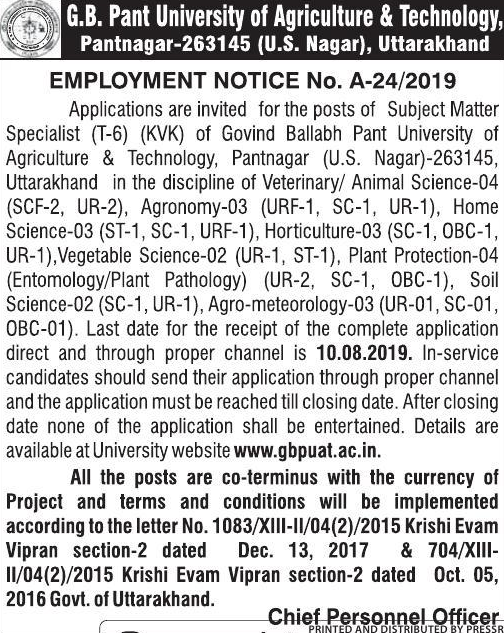 G.B. Pant University of Agriculture & Technology,
Pantnagar-263145 (U.S. Nagar), Uttarakhand
EMPLOYMENT NOTICE No. A-24/2019
Applications are invited for the posts of Subject Matter
Specialist (T-6) (KVK) of Govind Ballabh Pant University of
Agriculture & Technology, Pantnagar (U.S. Nagar)-263145,
Uttarakhand in the discipline of Veterinary/ Animal Science-04
(SCF-2, UR-2), Agronomy-03 (URF-1, SC-1, UR-1), Home
Science-03 (ST-1, SC-1, URF-1), Horticulture-03 (SC-1, OBC-1,
UR-1),Vegetable Science-02 (UR-1, ST-1), Plant Protection-04
(Entomology/Plant Pathology) (UR-2, SC-1, OBC-1), Soil
Science-02 (SC-1, UR-1), Agro-meteorology-03 (UR-01, SC-01,
OBC-01). Last date for the receipt of the complete application
direct and through proper channel is 10.08.2019. In-service
candidates should send their application through proper channel
and the application must be reached till closing date. After closing
date none of the application shall be entertained. Details are
available at University website www.gbpuat.ac.in.
All the posts are co-terminus with the currency of
Project and terms and conditions will be implemented
according to the letter No. 1083/XIII-II/04(2)/2015 Krishi Evam
Vipran section-2 dated Dec. 13, 2017 & 704/XIII-
II/04(2)/2015 Krishi Evam Vipran section-2 dated Oct. 05,
2016 Govt. of Uttarakhand.
Chief Personnel Officer
PRINTED AND DISTRIBUTED BY PRESSR